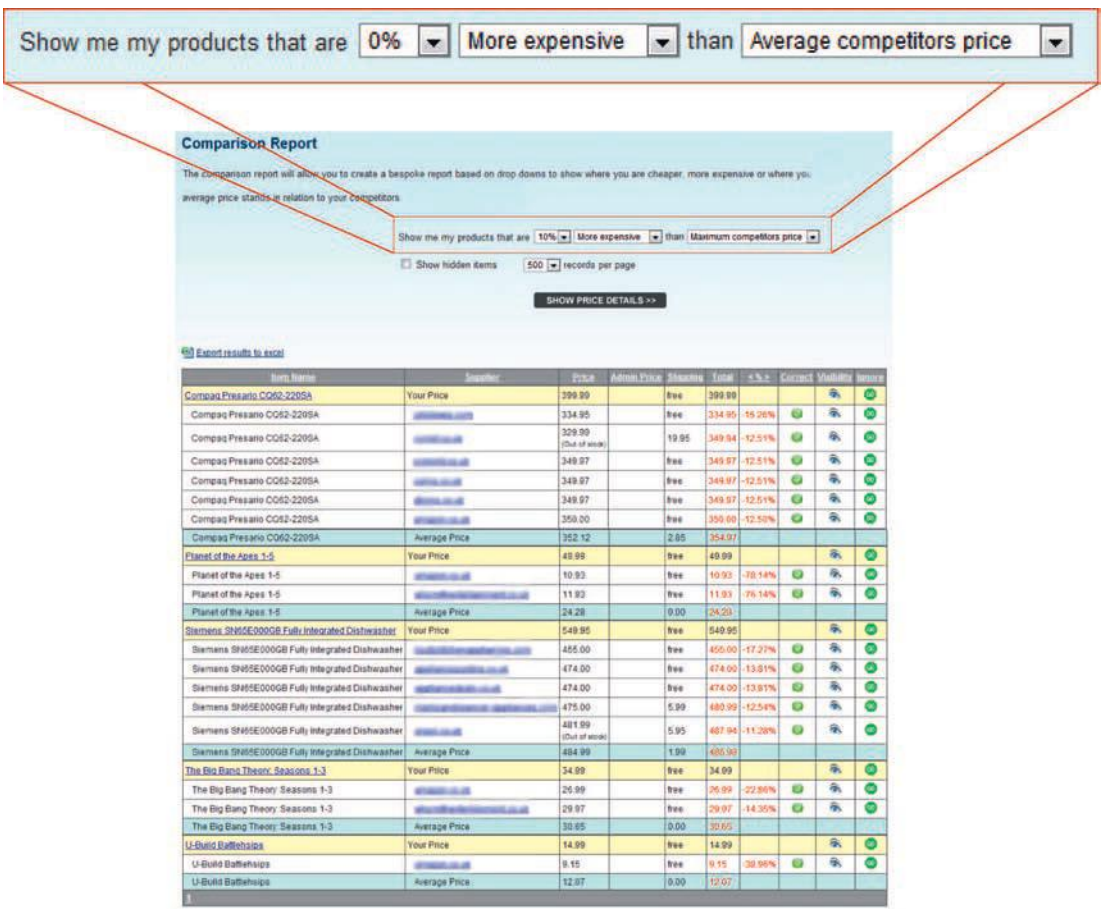 Show me my products that are 0% More expensive than Average competitors price
Comparison Report
The comparison report will allow you to create a bespoke report based on drop downs to show where you are cheaper, more expensive or where you
average price stands in relation to your competitors
Show me my products that are 10% More expensive than Maximum competitors price
Show hidden items 500 records per page
SHOW PRICE DETAILS >>
Export results to excel
Item Name Supplier Price Admin Price Shipping Total < % > Correct Visibility Ignore
Compaq Presario CQ62-220SA Your Price 399.99 free 399.99
Compaq Presario CQ62-220SA 334.95 free 334.95 -16.26%
Compaq Presario CQ62-220SA 329.99 (Out of stock) 19.95 349.94 -12.51%
Compaq Presario CQ62-220SA 349.97 free 349.97 -12.51%
Compaq Presario CQ62-220SA 349.97 free 349.97 -12.51%
Compaq Presario CQ62-220SA 349.97 free 349.97 -12.51%
Compaq Presario CQ62-220SA 350.00 free 350.00 -12.50%
Compaq Presario CQ62-220SA Average Price 352.12 2.85 354.97
Planet of the Apes 1-5 Your Price 49.99 free 49.99
Planet of the Apes 1-5 10.93 free 10.93 -78.14%
Planet of the Apes 1-5 11.93 free 11.93 -76.14%
Planet of the Apes 1-5 Average Price 24.28 0.00 24.28
Siemens SN65E000GB Fully Integrated Dishwasher Your Price 549.95 free 549.95
Siemens SN65E000GB Fully Integrated Dishwasher 455.00 free 455.00 -17.27%
Siemens SN65E000GB Fully Integrated Dishwasher 474.00 free 474.00 -13.81%
Siemens SN65E000GB Fully Integrated Dishwasher 474.00 free 474.00 -13.81%
Siemens SN65E000GB Fully Integrated Dishwasher 475.00 5.99 480.99 -12.54%
Siemens SN65E000GB Fully Integrated Dishwasher 481.99 (Out of stock) 5.95 487.94 -11.28%
Siemens SN65E000GB Fully Integrated Dishwasher Average Price 484.99 1.99 486.98
The Big Bang Theory: Seasons 1-3 Your Price 34.99 free 34.99
The Big Bang Theory: Seasons 1-3 26.99 free 26.99 -22.86%
The Big Bang Theory: Seasons 1-3 29.97 free 29.97 -14.35%
The Big Bang Theory: Seasons 1-3 Average Price 30.65 0.00 30.65
U-Build Battlehsips Your Price 14.99 free 14.99
U-Build Battlehsips 9.15 free 9.15 -38.96%
U-Build Battlehsips Average Price 12.07 0.00 12.07
1